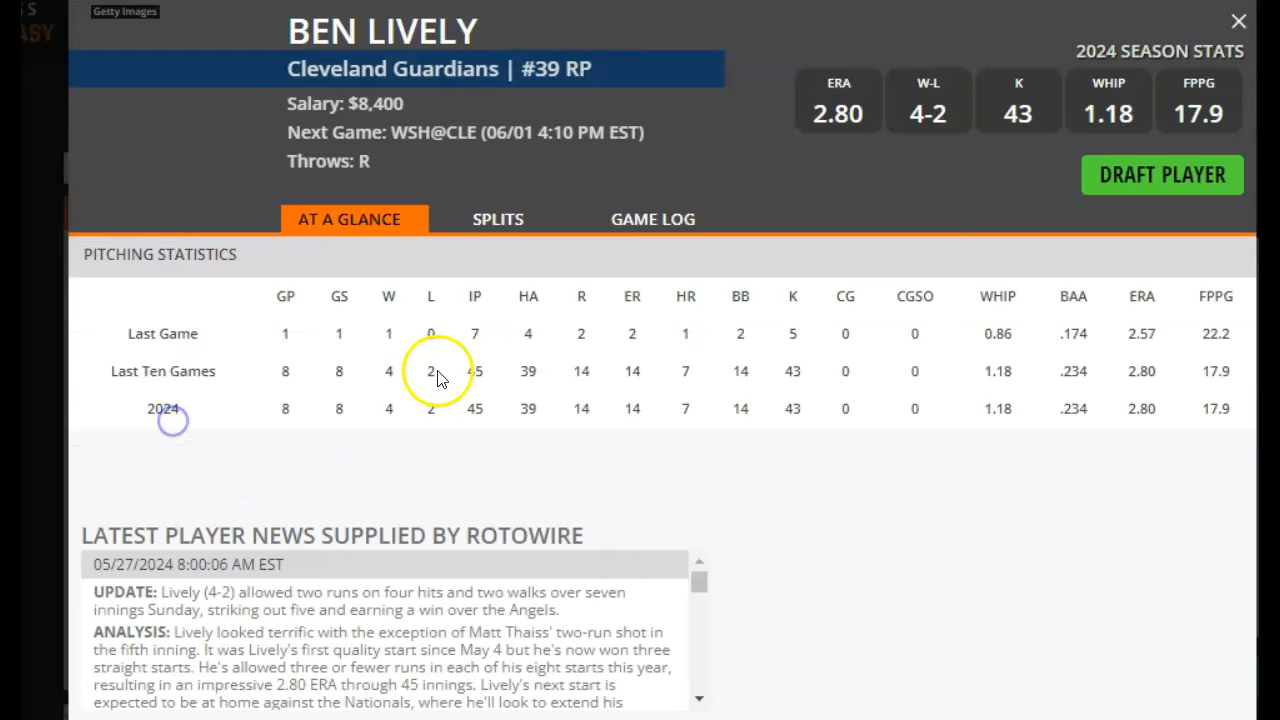 S
ASY
Getty Images
BEN LIVELY
Cleveland Guardians | #39 RP
Salary: $8,400
Next Game: WSH@CLE (06/01 4:10 PM EST)
Throws: R
2024 SEASON STATS
ERA W-L K WHIP FPPG
2.80 4-2 43 1.18 17.9
DRAFT PLAYER
AT A GLANCE SPLITS GAME LOG
PITCHING STATISTICS
GP GS W L IP HA R ER HR BB K CG CGSO WHIP BAA ERA FPPG
Last Game 1 1 1 0 7 4 2 2 1 2 5 0 0 0.86 .174 2.57 22.2
Last Ten Games 8 8 4 2 45 39 14 14 7 14 43 0 0 1.18 .234 2.80 17.9
2024 8 8 4 2 45 39 14 14 7 14 43 0 0 1.18 .234 2.80 17.9
LATEST PLAYER NEWS SUPPLIED BY ROTOWIRE
05/27/2024 8:00:06 AM EST
UPDATE: Lively (4-2) allowed two runs on four hits and two walks over seven
innings Sunday, striking out five and earning a win over the Angels.
ANALYSIS: Lively looked terrific with the exception of Matt Thaiss' two-run shot in
the fifth inning. It was Lively's first quality start since May 4 but he's now won three
straight starts. He's allowed three or fewer runs in each of his eight starts this year,
resulting in an impressive 2.80 ERA through 45 innings. Lively's next start is
expected to be at home against the Nationals, where he'll look to extend his